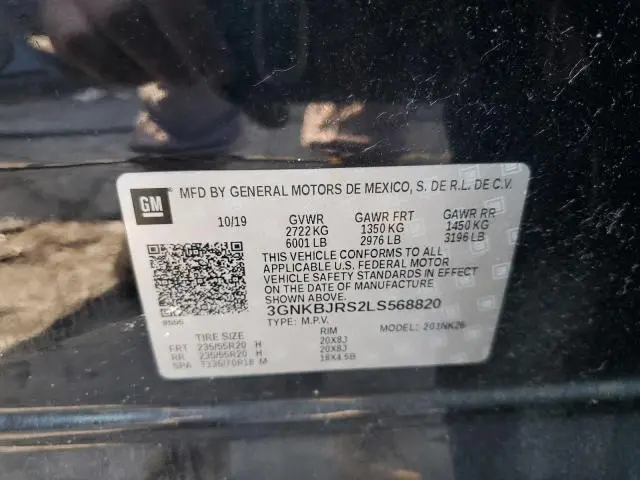 GM
MFD BY GENERAL MOTORS DE MEXICO, S. DE R.L. DE C.V.
10/19 GVWR GAWR FRT GAWR RR
2722 KG 1350 KG 1450 KG
6001 LB 2976 LB 3196 LB
THIS VEHICLE CONFORMS TO ALL
APPLICABLE U.S. FEDERAL MOTOR
VEHICLE SAFETY STANDARDS IN EFFECT
ON THE DATE OF MANUFACTURE SHOWN ABOVE.
3GNKBJRS2LS568820
TYPE: M.P.V. MODEL: 201NK26
TIRE SIZE RIM
FRT 235/55R20 H 20X8J
RR 235/55R20 H 20X8J
SPA T135/70R18 M 18X4.5B